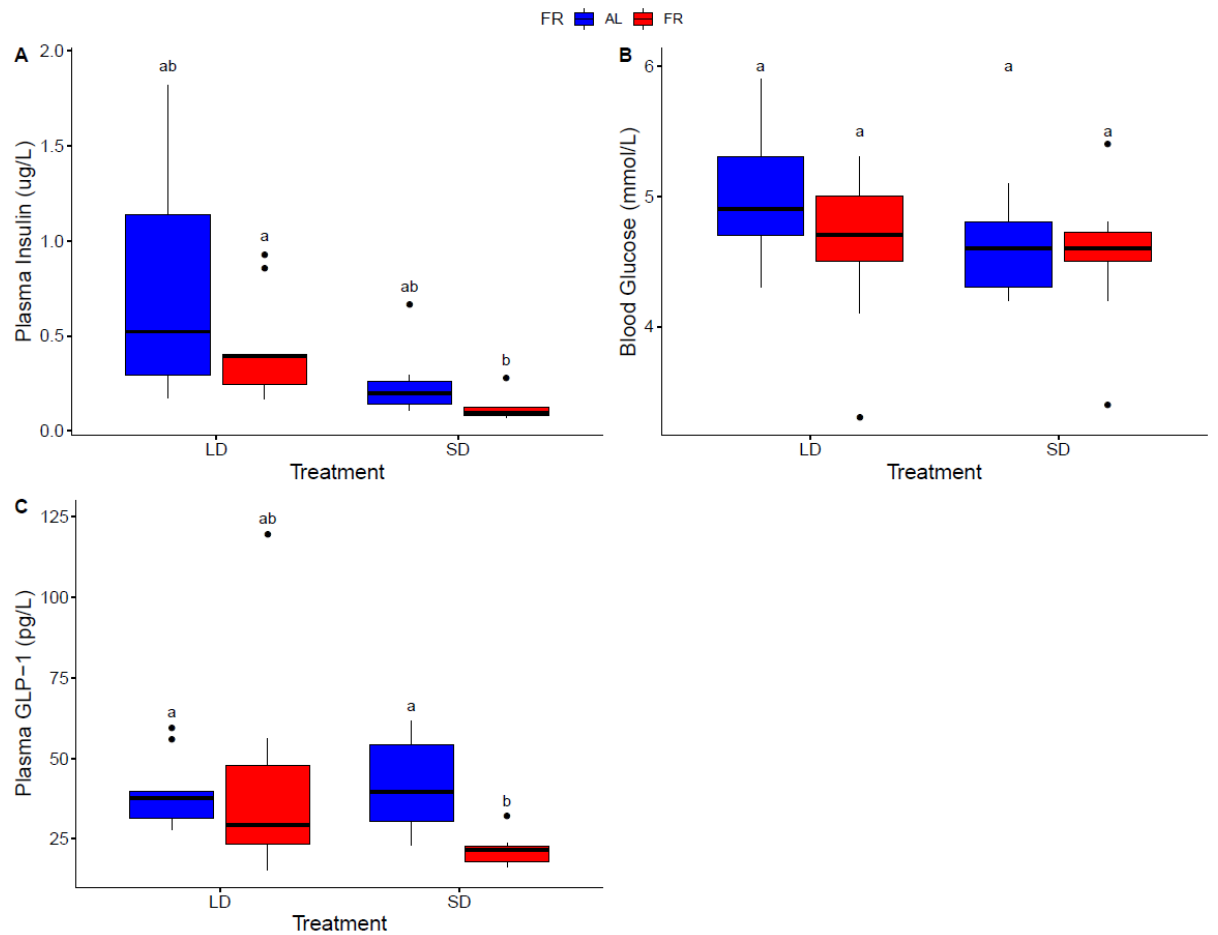 FR AL FR
A
2.0
1.5
1.0
0.5
0.0
Plasma Insulin (ug/L)
ab
a
ab
b
LD SD
Treatment
B
6
5
4
Blood Glucose (mmol/L)
a
a
a
a
LD SD
Treatment
C
125
100
75
50
25
Plasma GLP−1 (pg/L)
a
ab
a
b
LD SD
Treatment